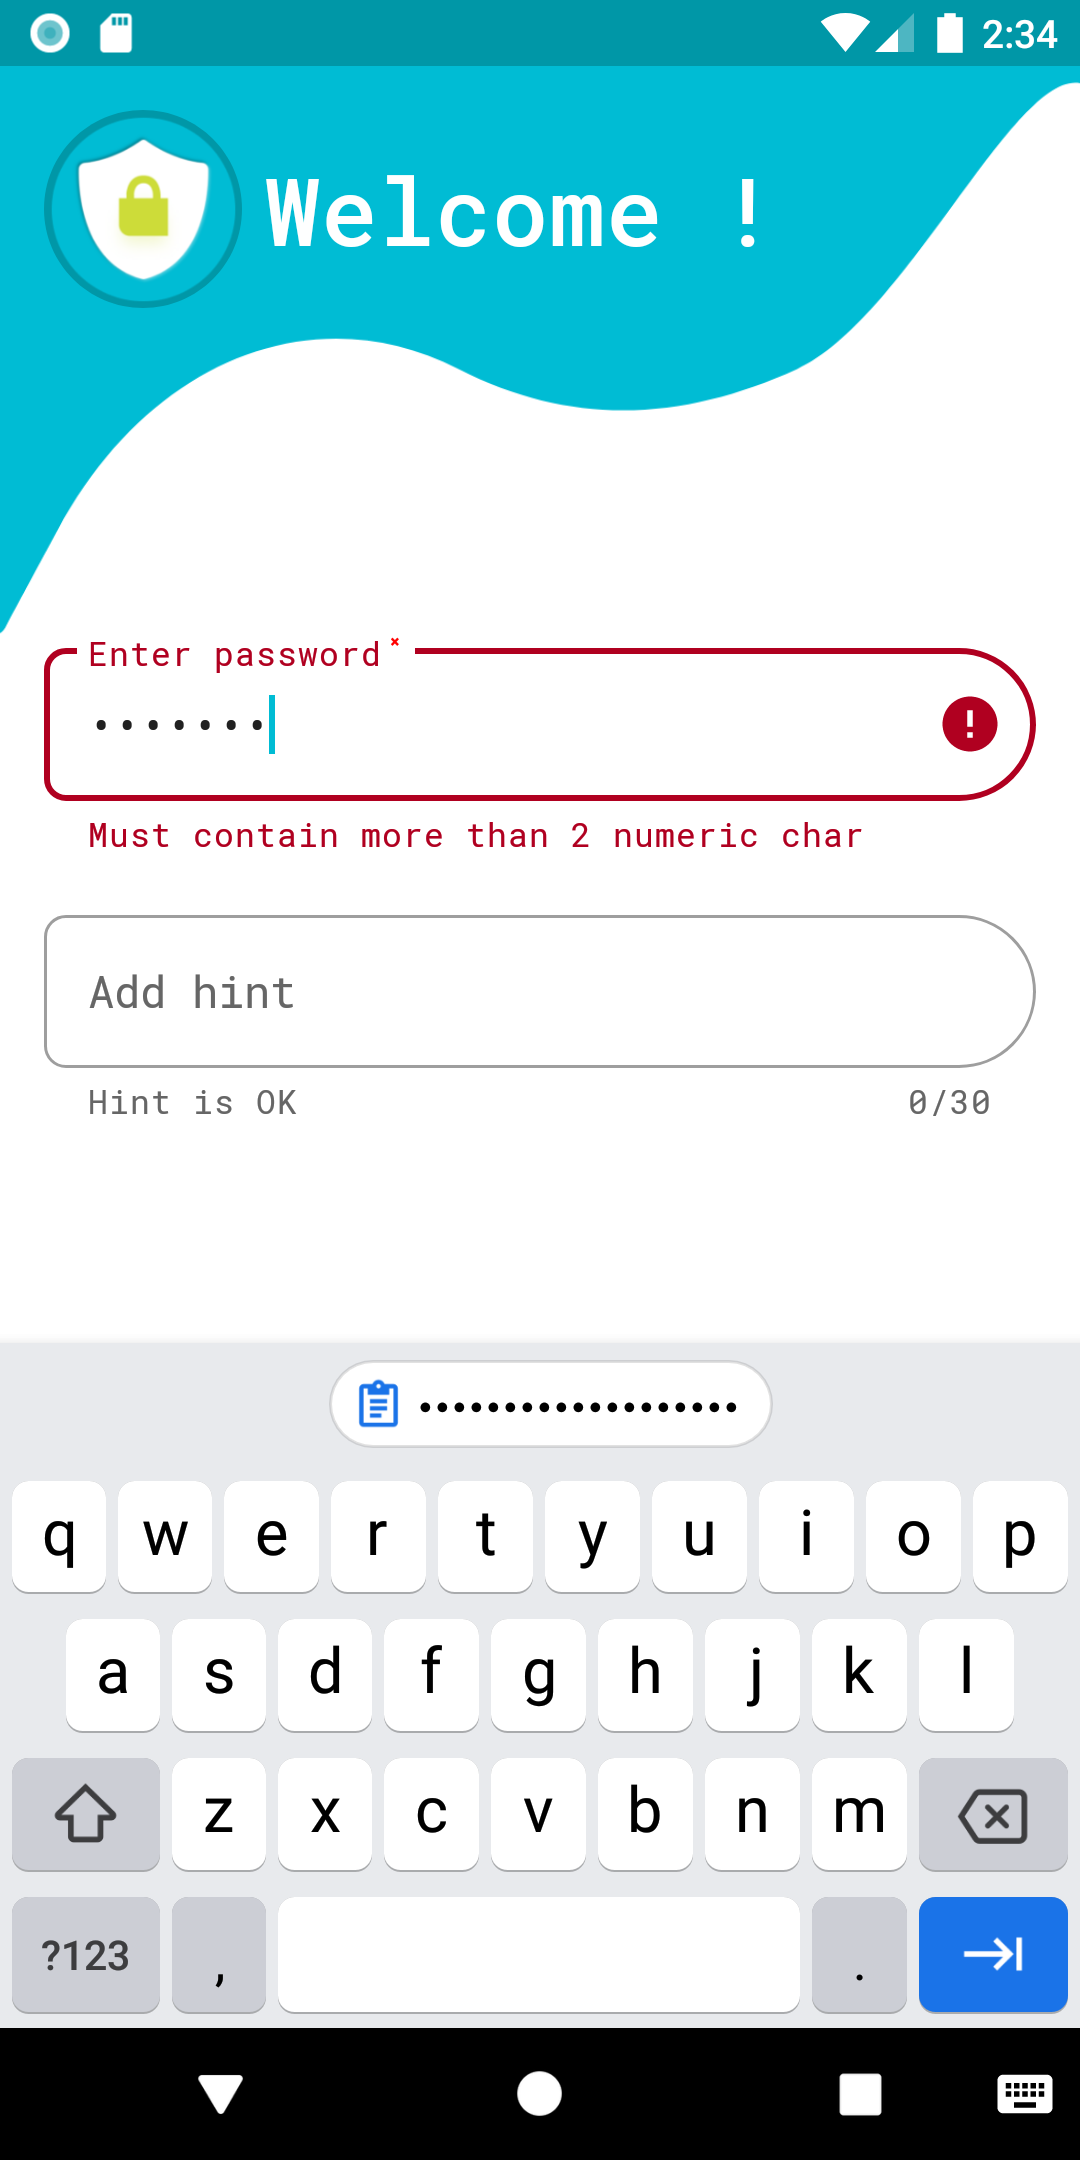 2:34
Welcome !
Enter password *
•••••••
Must contain more than 2 numeric char
Add hint
Hint is OK 0/30
•••••••••••••••••••
q w e r t y u i o p
a s d f g h j k l
z x c v b n m
?123 , .